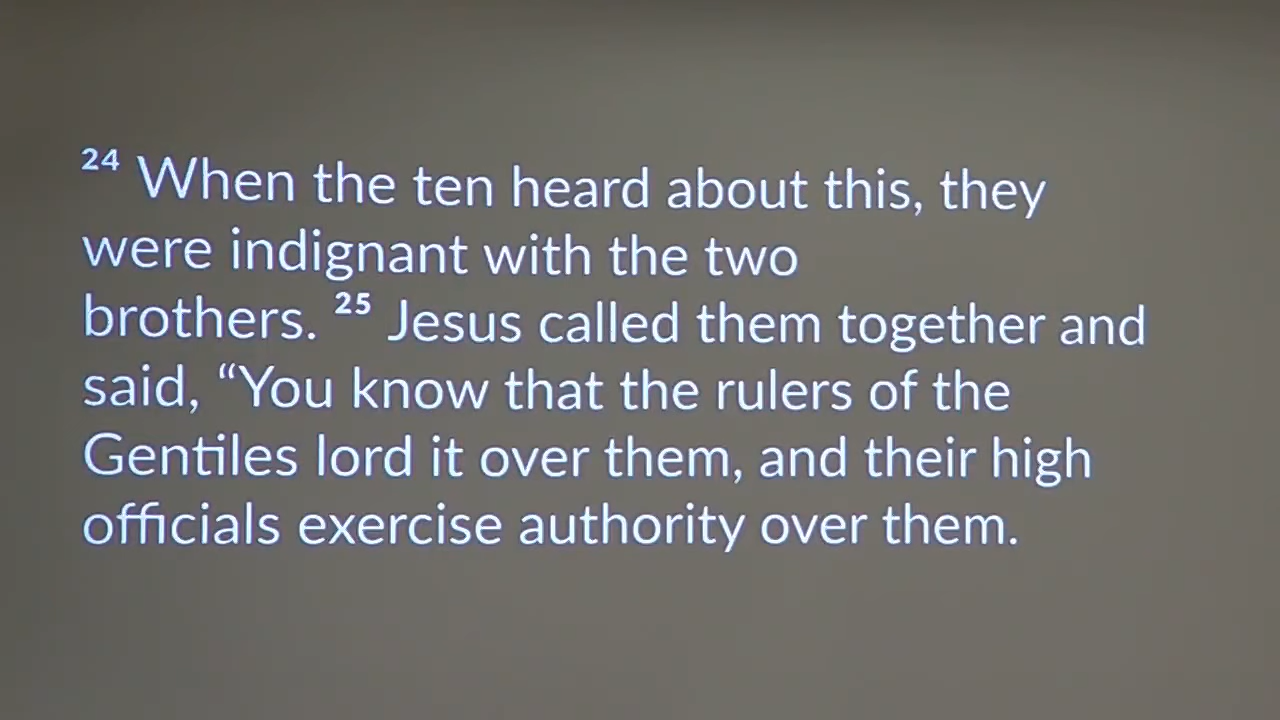 24 When the ten heard about this, they
were indignant with the two
brothers. 25 Jesus called them together and
said, “You know that the rulers of the
Gentiles lord it over them, and their high
officials exercise authority over them.